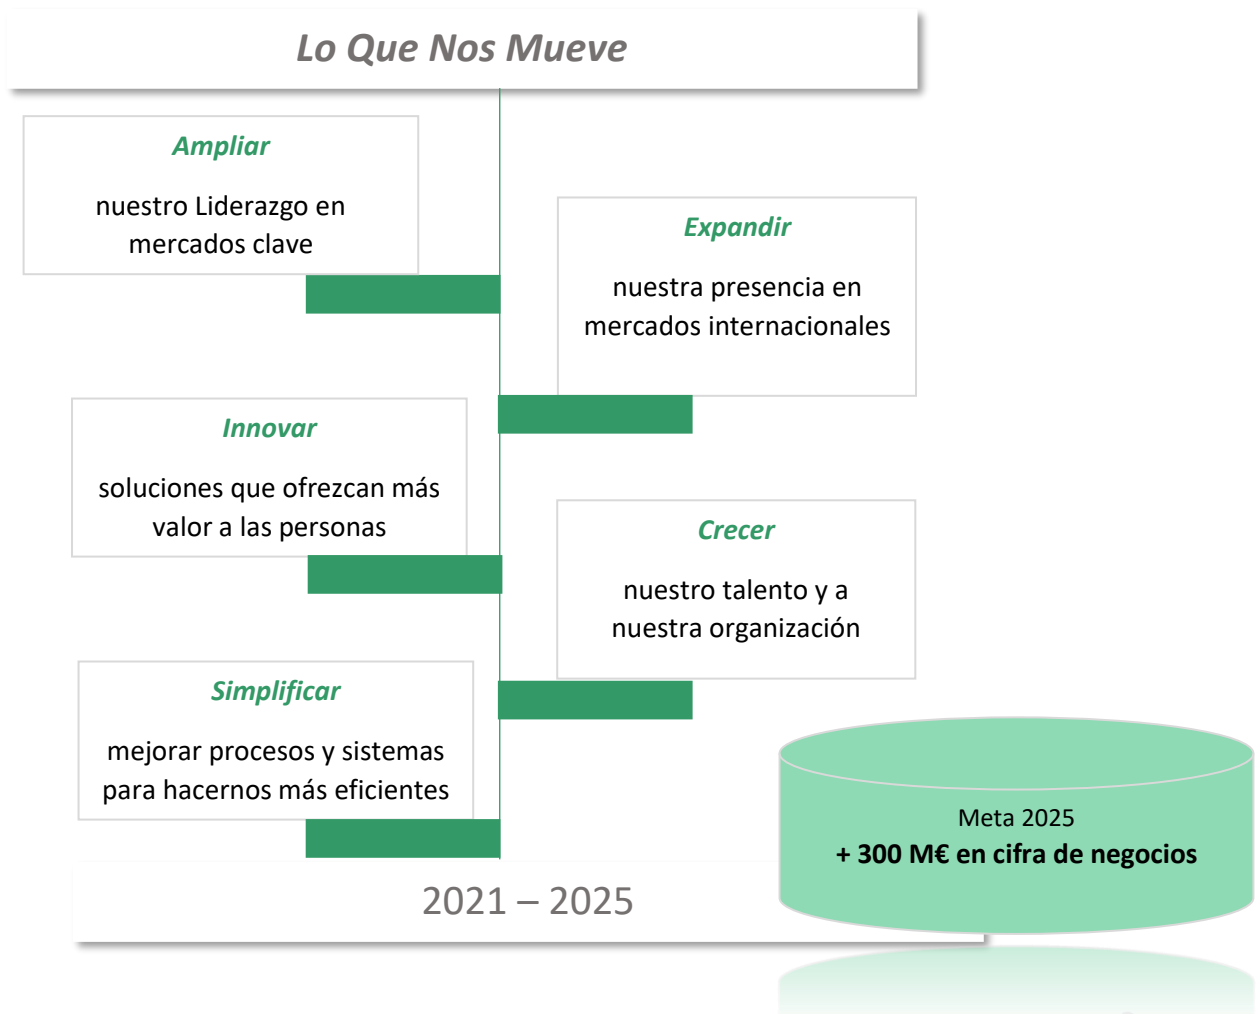 Lo Que Nos Mueve
Ampliar
nuestro Liderazgo en
mercados clave
Expandir
nuestra presencia en
mercados internacionales
Innovar
soluciones que ofrezcan más
valor a las personas
Crecer
nuestro talento y a
nuestra organización
Simplificar
mejorar procesos y sistemas
para hacernos más eficientes
Meta 2025
+ 300 M€ en cifra de negocios
2021 – 2025